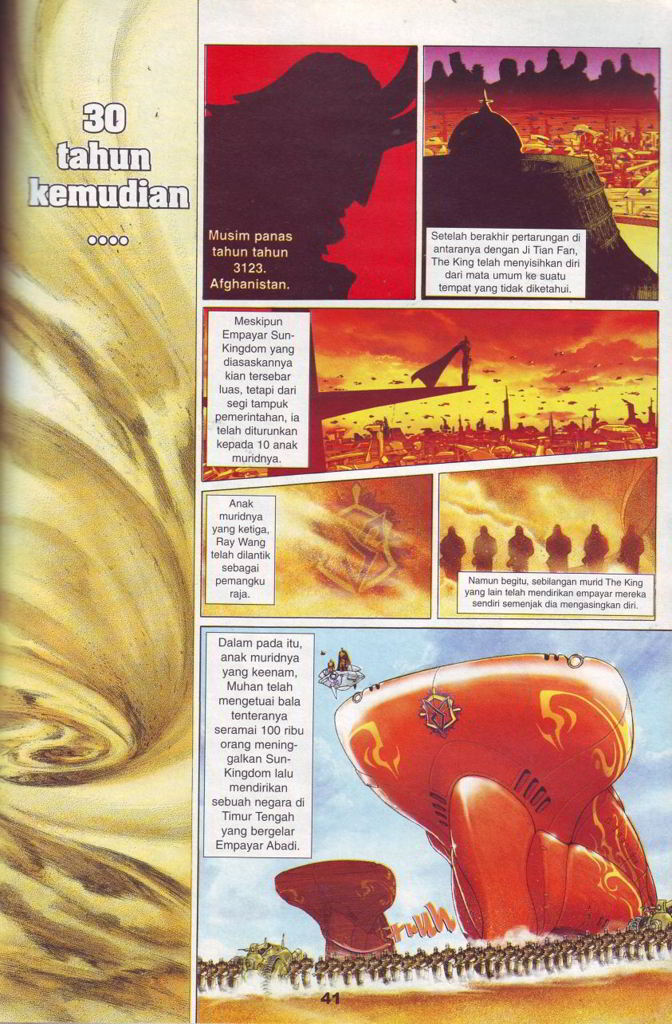 30
tahun
kemudian
....
Musim panas
tahun tahun
3123.
Afghanistan.
Setelah berakhir pertarungan di
antaranya dengan Ji Tian Fan,
The King telah menyisihkan diri
dari mata umum ke suatu
tempat yang tidak diketahui.
Meskipun
Empayar Sun-
Kingdom yang
diasaskannya
kian tersebar
luas, tetapi dari
segi tampuk
pemerintahan, ia
telah diturunkan
kepada 10 anak
muridnya.
Anak
muridnya
yang ketiga,
Ray Wang
telah dilantik
sebagai
pemangku
raja.
Namun begitu, sebilangan murid The King
yang lain telah mendirikan empayar mereka
sendiri semenjak dia mengasingkan diri.
Dalam pada itu,
anak muridnya
yang keenam,
Muhan telah
mengetuai bala
tenteranya
seramai 100 ribu
orang mening-
galkan Sun-
Kingdom lalu
mendirikan
sebuah negara di
Timur Tengah
yang bergelar
Empayar Abadi.
41